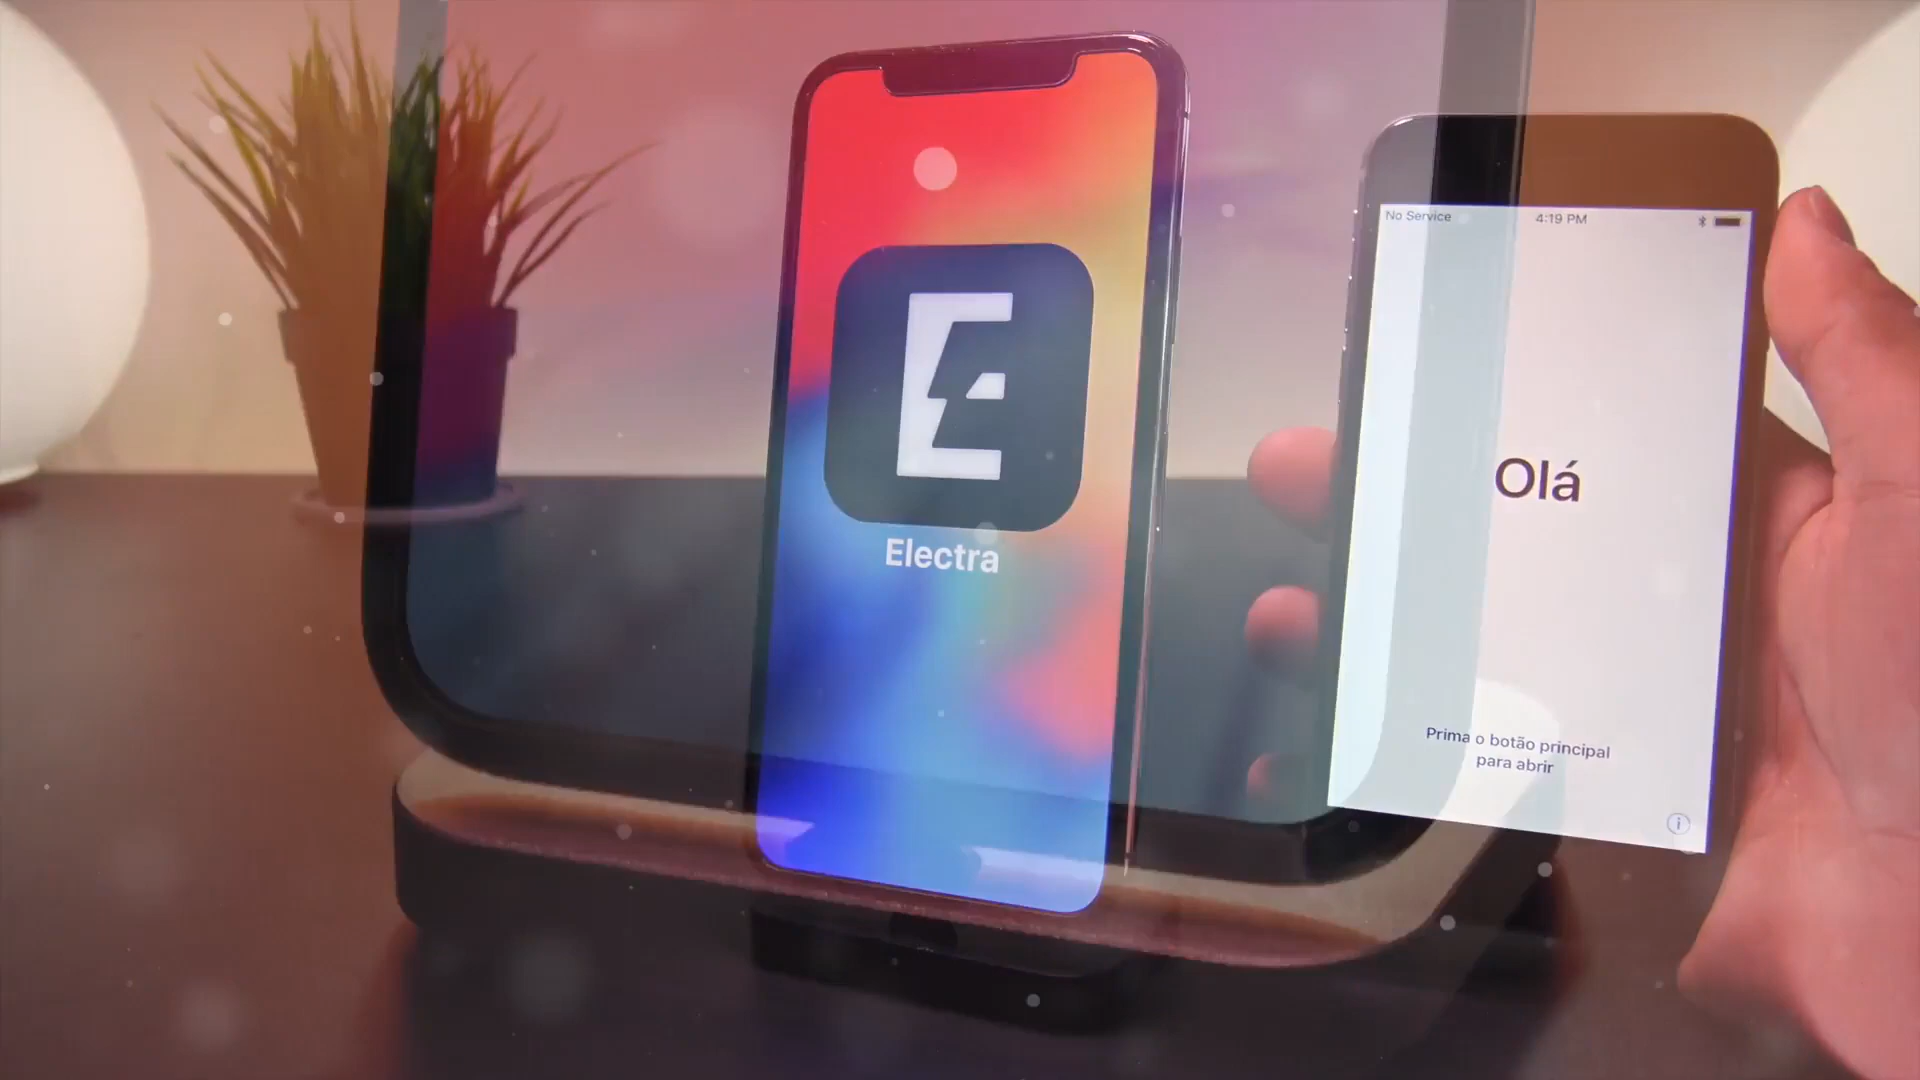 Electra
No Service
4:19 PM
Olá
Prima o botão principal
para abrir